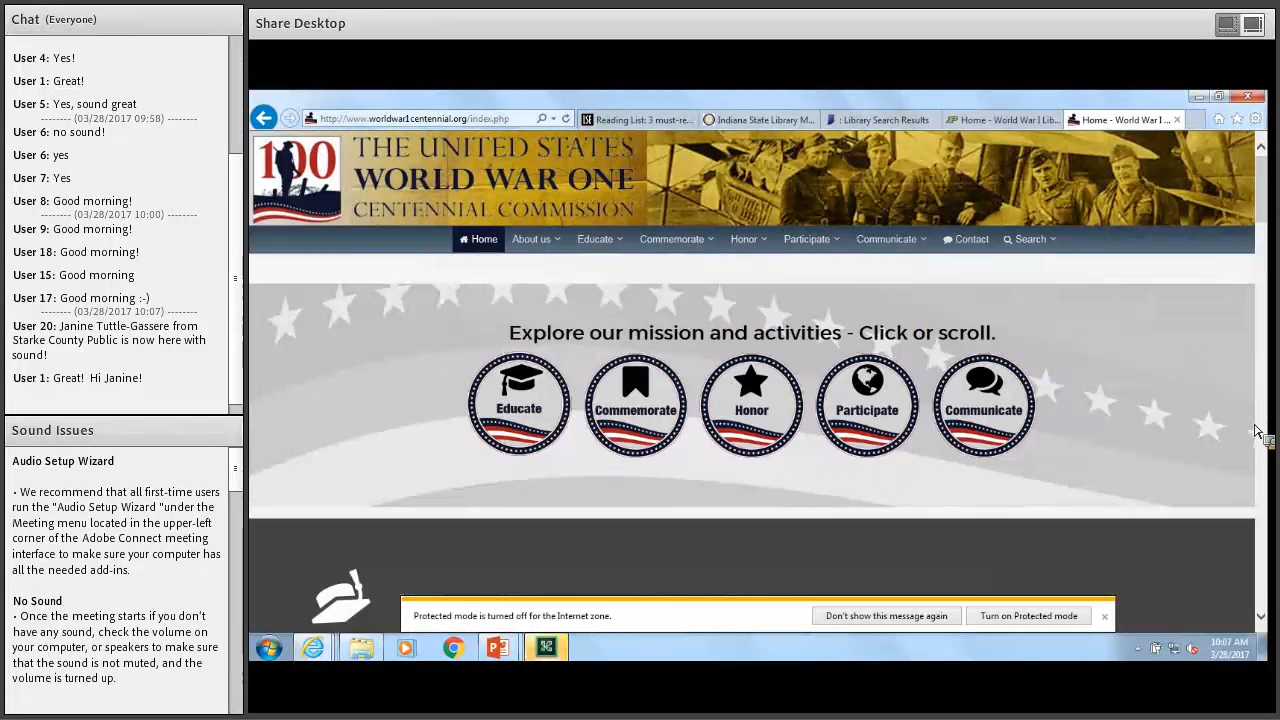 Chat (Everyone)
User 4: Yes!
User 1: Great!
User 5: Yes, sound great
-------- (03/28/2017 09:58) --------
User 6: no sound!
User 6: yes
User 7: Yes
User 8: Good morning!
-------- (03/28/2017 10:00) --------
User 9: Good morning!
User 18: Good morning!
User 15: Good morning
User 17: Good morning :-)
-------- (03/28/2017 10:07) --------
User 20: Janine Tuttle-Gassere from
Starke County Public is now here with
sound!
User 1: Great! Hi Janine!
Sound Issues
Audio Setup Wizard
• We recommend that all first-time users
run the "Audio Setup Wizard "under the
Meeting menu located in the upper-left
corner of the Adobe Connect meeting
interface to make sure your computer has
all the needed add-ins.
No Sound
• Once the meeting starts if you don't
have any sound, check the volume on
your computer, or speakers to make sure
that the sound is not muted, and the
volume is turned up.
Share Desktop
http://www.worldwar1centennial.org/index.php
Reading List: 3 must-re...
Indiana State Library M...
: Library Search Results
Home - World War I Lib...
Home - World War I ...
100
THE UNITED STATES
WORLD WAR ONE
CENTENNIAL COMMISSION
Home About us Educate Commemorate Honor Participate Communicate Contact Search
Explore our mission and activities - Click or scroll.
Educate Commemorate Honor Participate Communicate
Protected mode is turned off for the Internet zone. Don't show this message again Turn on Protected mode
10:07 AM
3/28/2017